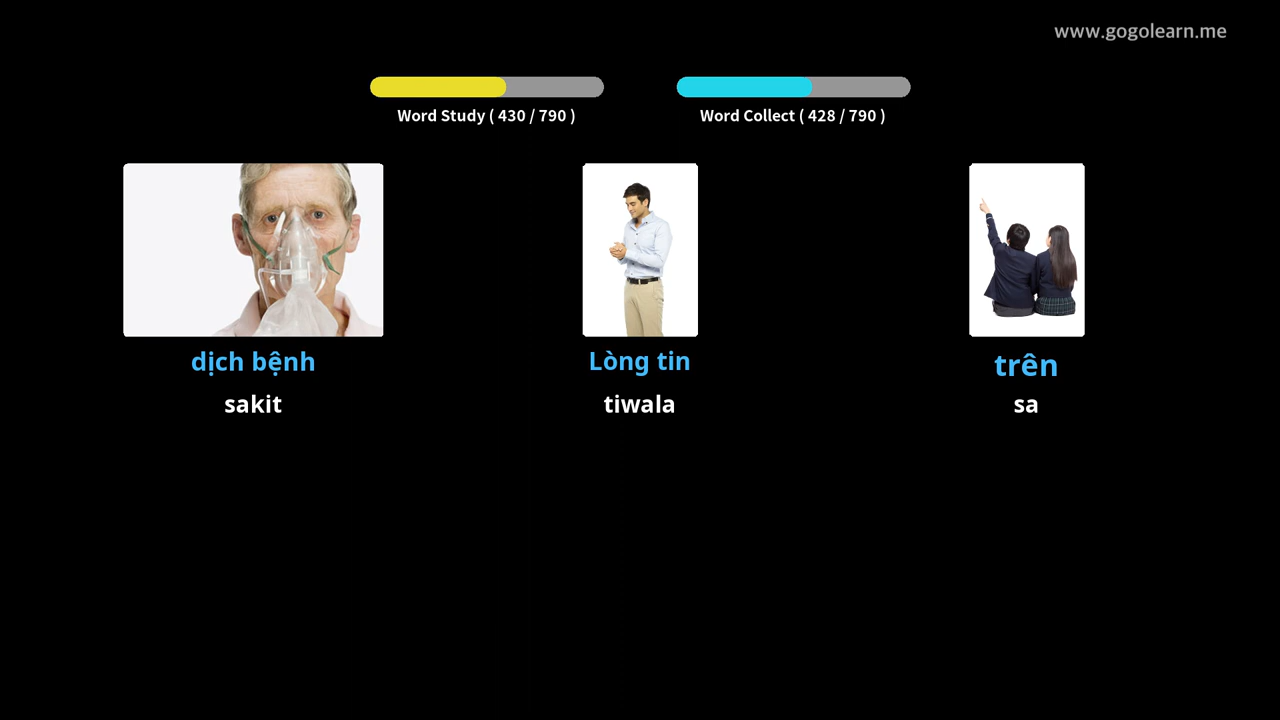 www.gogolearn.me
Word Study ( 430 / 790 )
Word Collect ( 428 / 790 )
dịch bệnh
Lòng tin
trên
sakit
tiwala
sa